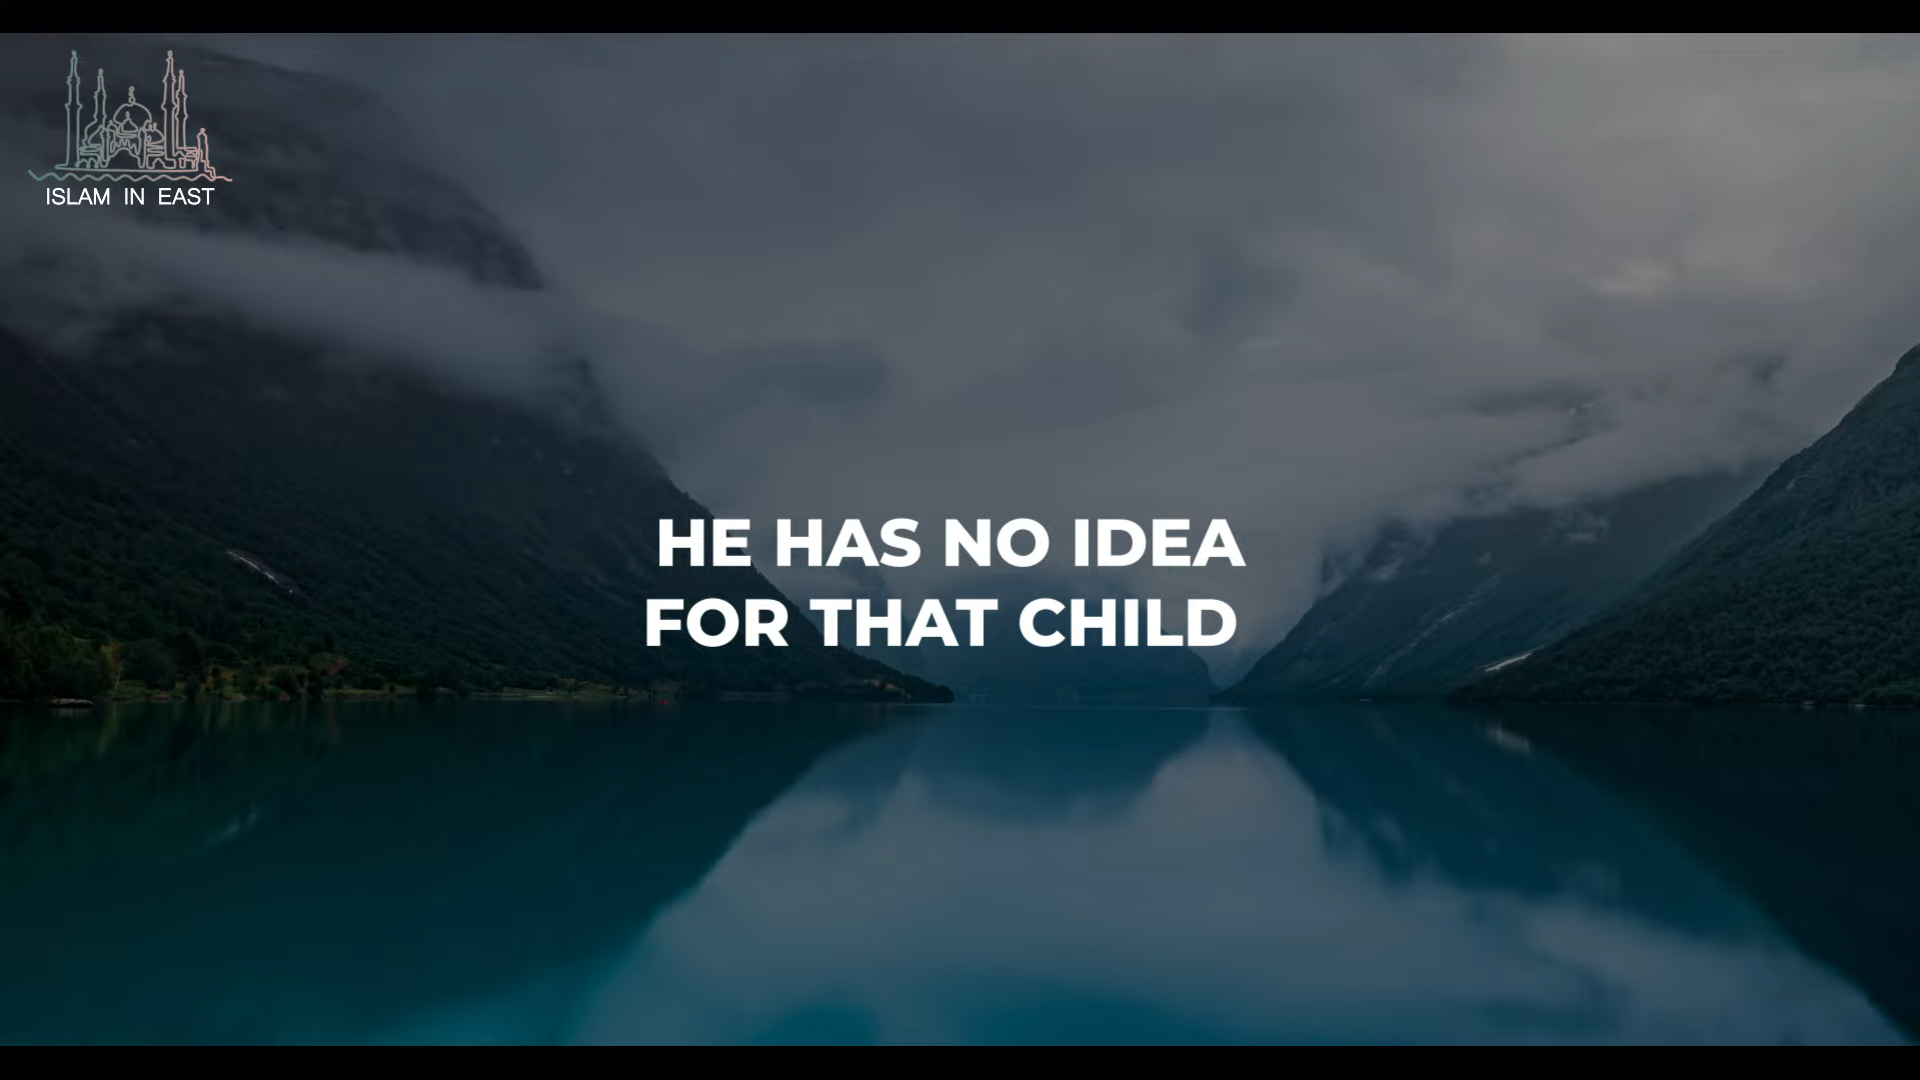 ISLAM IN EAST
HE HAS NO IDEA
FOR THAT CHILD